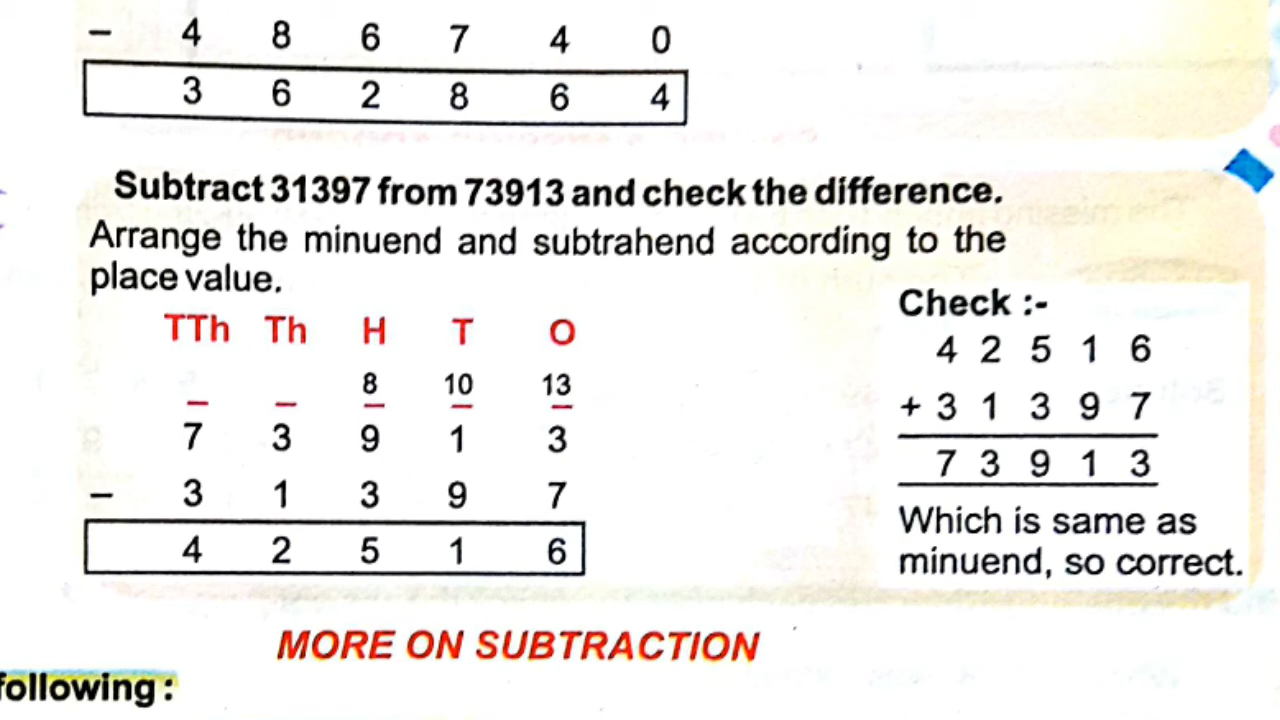 – 4 8 6 7 4 0
3 6 2 8 6 4
Subtract 31397 from 73913 and check the difference.
Arrange the minuend and subtrahend according to the
place value.
TTh Th H T O
8 10 13
7 3 9 1 3
– 3 1 3 9 7
4 2 5 1 6
Check :-
4 2 5 1 6
+ 3 1 3 9 7
7 3 9 1 3
Which is same as
minuend, so correct.
MORE ON SUBTRACTION
following :